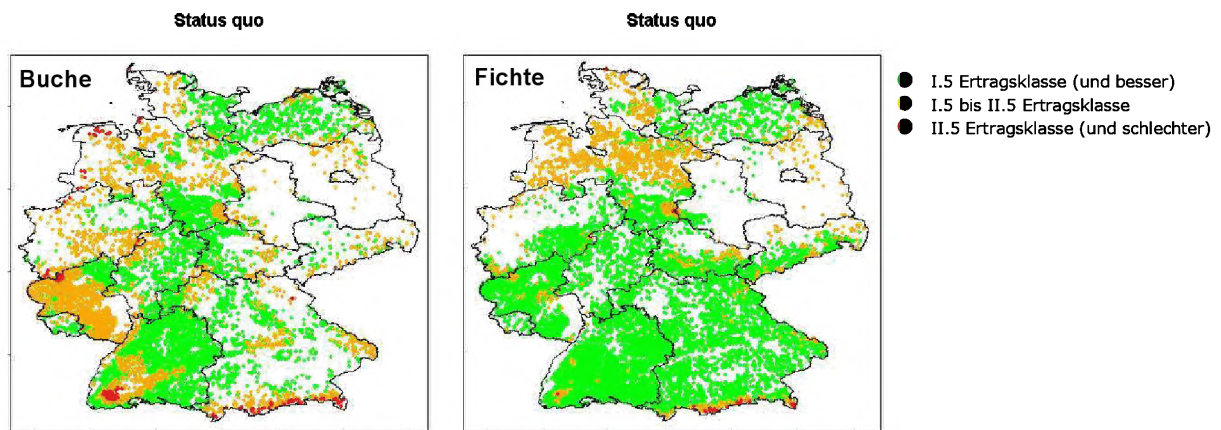 Status quo
Status quo
Buche
Fichte
I.5 Ertragsklasse (und besser)
I.5 bis II.5 Ertragsklasse
II.5 Ertragsklasse (und schlechter)